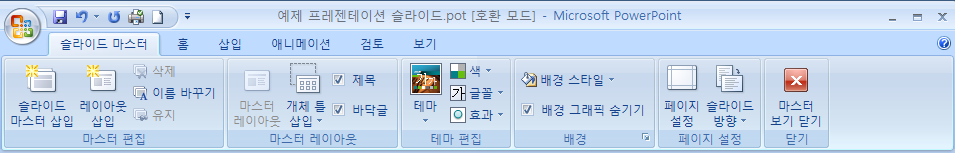 예제 프레젠테이션 슬라이드.pot [호환 모드] - Microsoft PowerPoint
슬라이드 마스터 홈 삽입 애니메이션 검토 보기
슬라이드 마스터 삽입
레이아웃 삽입
삭제
이름 바꾸기
유지
마스터 편집
마스터 레이아웃
개체 틀 삽입
제목
바닥글
마스터 레이아웃
테마
색
가 글꼴
효과
테마 편집
배경 스타일
배경 그래픽 숨기기
배경
페이지 설정
슬라이드 방향
페이지 설정
마스터 보기 닫기
닫기